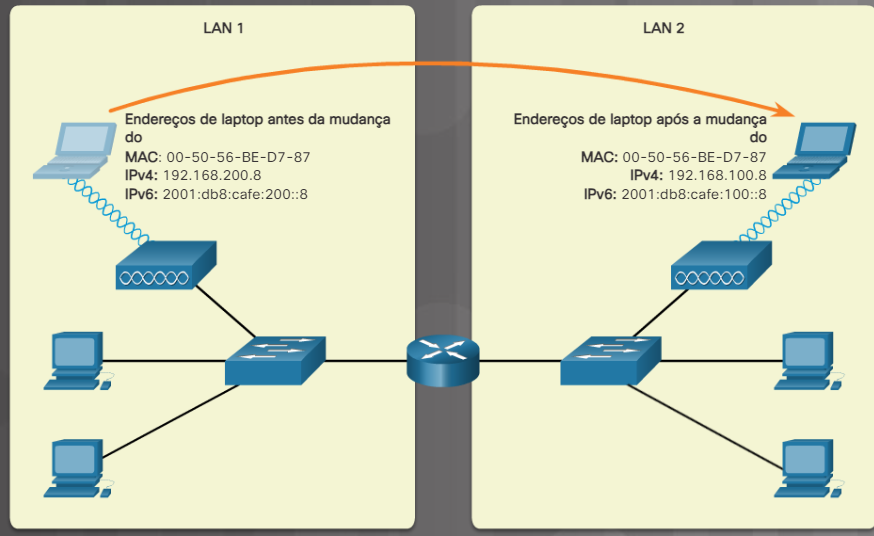 LAN 1
Endereços de laptop antes da mudança
do
MAC: 00-50-56-BE-D7-87
IPv4: 192.168.200.8
IPv6: 2001:db8:cafe:200::8
LAN 2
Endereços de laptop após a mudança
do
MAC: 00-50-56-BE-D7-87
IPv4: 192.168.100.8
IPv6: 2001:db8:cafe:100::8